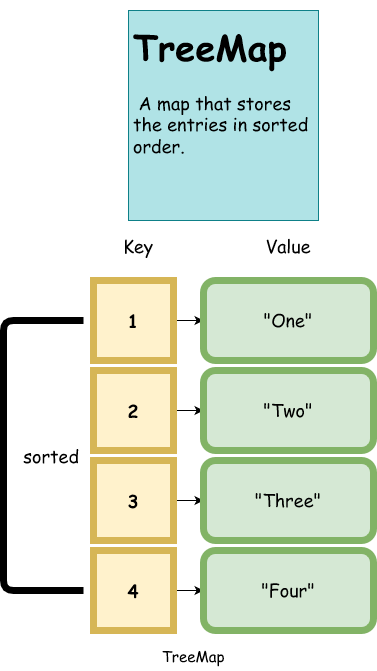 TreeMap
A map that stores
the entries in sorted
order.
Key Value
1 "One"
2 "Two"
sorted
3 "Three"
4 "Four"
TreeMap